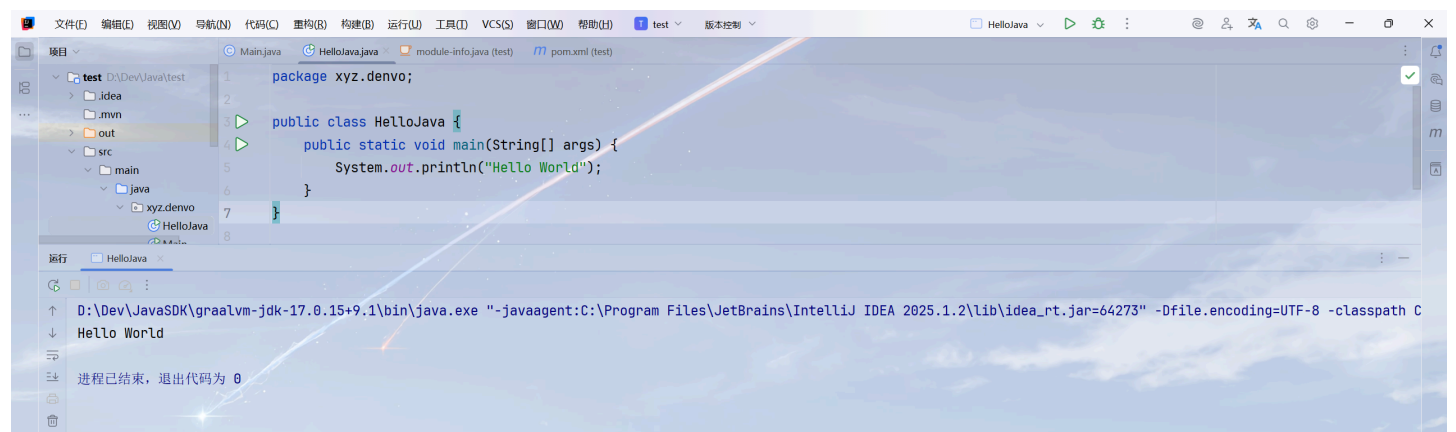 文件(F) 编辑(E) 视图(V) 导航(N) 代码(C) 重构(R) 构建(B) 运行(U) 工具(T) VCS(S) 窗口(W) 帮助(H) T test 版本控制 HelloJava
项目 Main.java HelloJava.java module-info.java (test) m pom.xml (test)
test D:\Dev\Java\test
.idea
.mvn
out
src
main
java
xyz.denvo
HelloJava
Main
1 package xyz.denvo;
2
3 public class HelloJava {
4 public static void main(String[] args) {
5 System.out.println("Hello World");
6 }
7 }
8
运行 HelloJava
D:\Dev\JavaSDK\graalvm-jdk-17.0.15+9.1\bin\java.exe "-javaagent:C:\Program Files\JetBrains\IntelliJ IDEA 2025.1.2\lib\idea_rt.jar=64273" -Dfile.encoding=UTF-8 -classpath C
Hello World
进程已结束，退出代码为 0